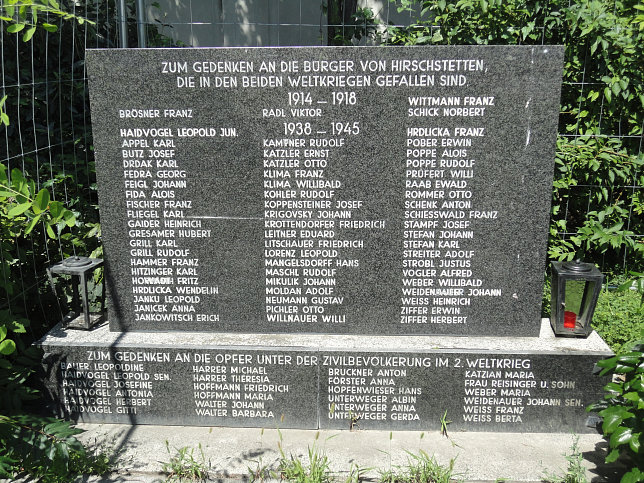 ZUM GEDENKEN AN DIE BÜRGER VON HIRSCHSTETTEN,
DIE IN DEN BEIDEN WELTKRIEGEN GEFALLEN SIND
1914 – 1918
BRÖSNER FRANZ
RADL VIKTOR
WITTMANN FRANZ
SCHICK NORBERT
1938 – 1945
HAIDVOGEL LEOPOLD JUN.
APPEL KARL
BUTZ JOSEF
DRDAK KARL
FEDRA GEORG
FEIGL JOHANN
FIDA ALOIS
FISCHER FRANZ
FLIEGEL KARL
GAIDER HEINRICH
GRESAMER HUBERT
GRILL KARL
GRILL RUDOLF
HAMMER FRANZ
HITZINGER KARL
FRITZ
HRDLICKA WENDELIN
JANKU LEOPOLD
JANICEK ANNA
JANKOWITSCH ERICH
KAMTNER RUDOLF
KATZLER ERNST
KATZLER OTTO
KLIMA FRANZ
KLIMA WILLIBALD
KOHLER RUDOLF
KOPPENSTEINER JOSEF
KRIGOVSKY JOHANN
KROTTENDORFER FRIEDRICH
LEITNER EDUARD
LITSCHAUER FRIEDRICH
LORENZ LEOPOLD
MANGELSDORFF HANS
MASCHL RUDOLF
MIKULIK JOHANN
MOLDAN ADOLF
NEUMANN GUSTAV
PICHLER OTTO
WILLNAUER WILLI
HRDLICKA FRANZ
POBER ERWIN
POPPE ALOIS
POPPE RUDOLF
PRÜFERT WILLI
RAAB EWALD
ROMMER OTTO
SCHENK ANTON
SCHIESSWALD FRANZ
STAMPF JOSEF
STEFAN JOHANN
STEFAN KARL
STREITER ADOLF
STROBL JUSTUS
VOGLER ALFRED
WEBER WILLIBALD
WEIDENAUER JOHANN
WEISS HEINRICH
ZIFFER ERWIN
ZIFFER HERBERT
ZUM GEDENKEN AN DIE OPFER UNTER DER ZIVILBEVÖLKERUNG IM 2. WELTKRIEG
BAUER LEOPOLDINE
HAIDVOGEL LEOPOLD SEN.
HAIDVOGEL JOSEFINE
HAIDVOGEL ANTONIA
HAIDVOGEL HERBERT
HAIDVOGEL GITTI
HARRER MICHAEL
HARRER THERESIA
HOFFMANN FRIEDRICH
HOFFMANN MARIA
WALTER JOHANN
WALTER BARBARA
BRUCKNER ANTON
FÖRSTER ANNA
HOPFENWIESER HANS
UNTERWEGER ALBIN
UNTERWEGER ANNA
UNTERWEGER GERDA
KATZIAN MARIA
FRAU REISINGER U. SOHN
WEBER MARIA
WEIDENAUER JOHANN SEN.
WEISS FRANZ
WEISS BERTA